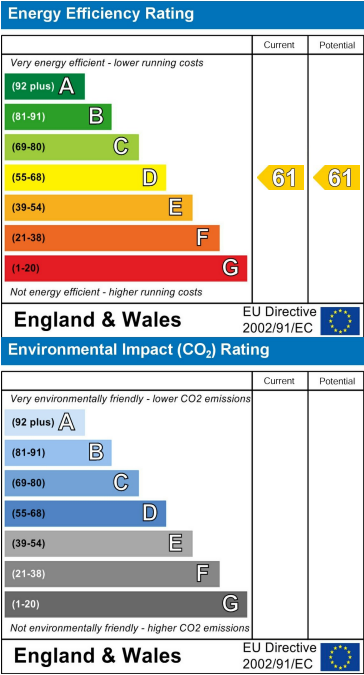 Energy Efficiency Rating
Current Potential
Very energy efficient - lower running costs
(92 plus) A
(81-91) B
(69-80) C
(55-68) D 61 61
(39-54) E
(21-38) F
(1-20) G
Not energy efficient - higher running costs
England & Wales
EU Directive
2002/91/EC
Environmental Impact (CO₂) Rating
Current Potential
Very environmentally friendly - lower CO2 emissions
(92 plus) A
(81-91) B
(69-80) C
(55-68) D
(39-54) E
(21-38) F
(1-20) G
Not environmentally friendly - higher CO2 emissions
England & Wales
EU Directive
2002/91/EC